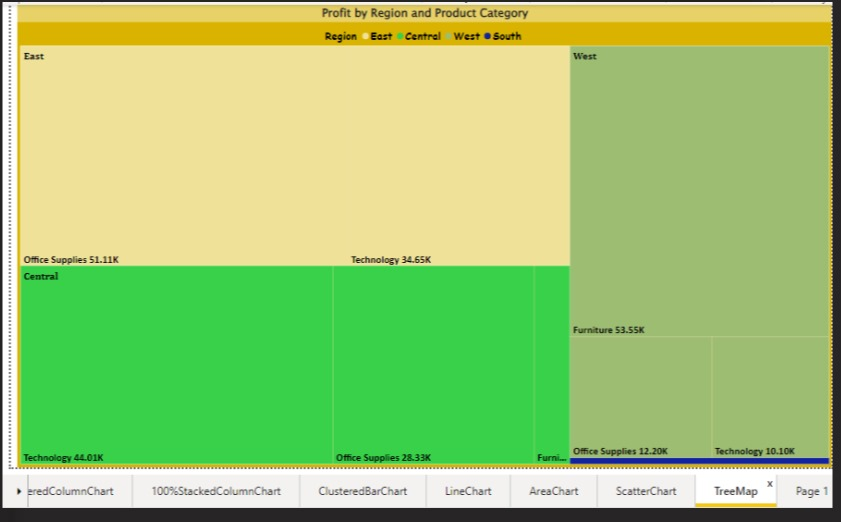 Profit by Region and Product Category
Region East Central West South
East
West
Office Supplies 51.11K
Technology 34.65K
Central
Furniture 53.55K
Technology 44.01K
Office Supplies 28.33K
Furni...
Office Supplies 12.20K
Technology 10.10K
eredColumnChart
100%StackedColumnChart
ClusteredBarChart
LineChart
AreaChart
ScatterChart
TreeMap
x
Page 1